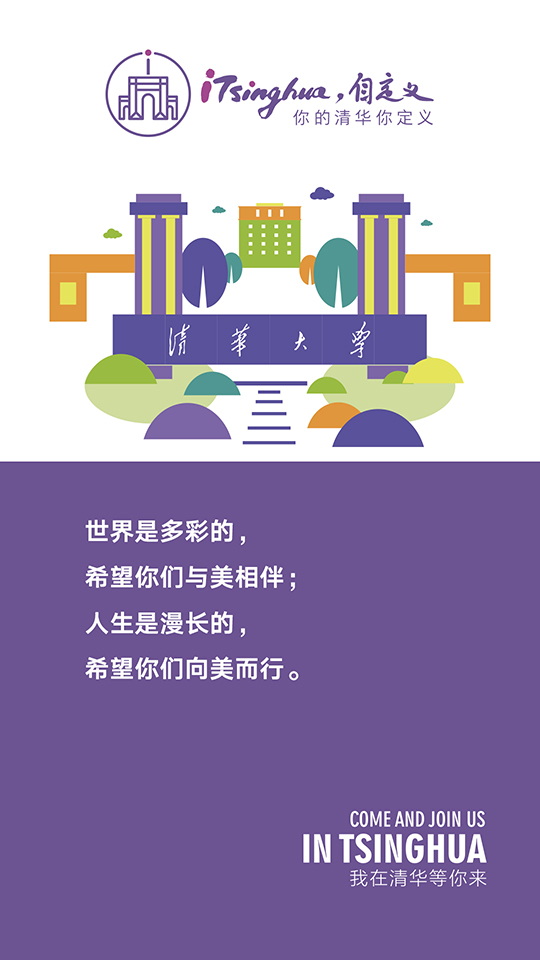 iTsinghua，自定义
你的清华你定义
清华大学
世界是多彩的，
希望你们与美相伴；
人生是漫长的，
希望你们向美而行。
COME AND JOIN US
IN TSINGHUA
我在清华等你来